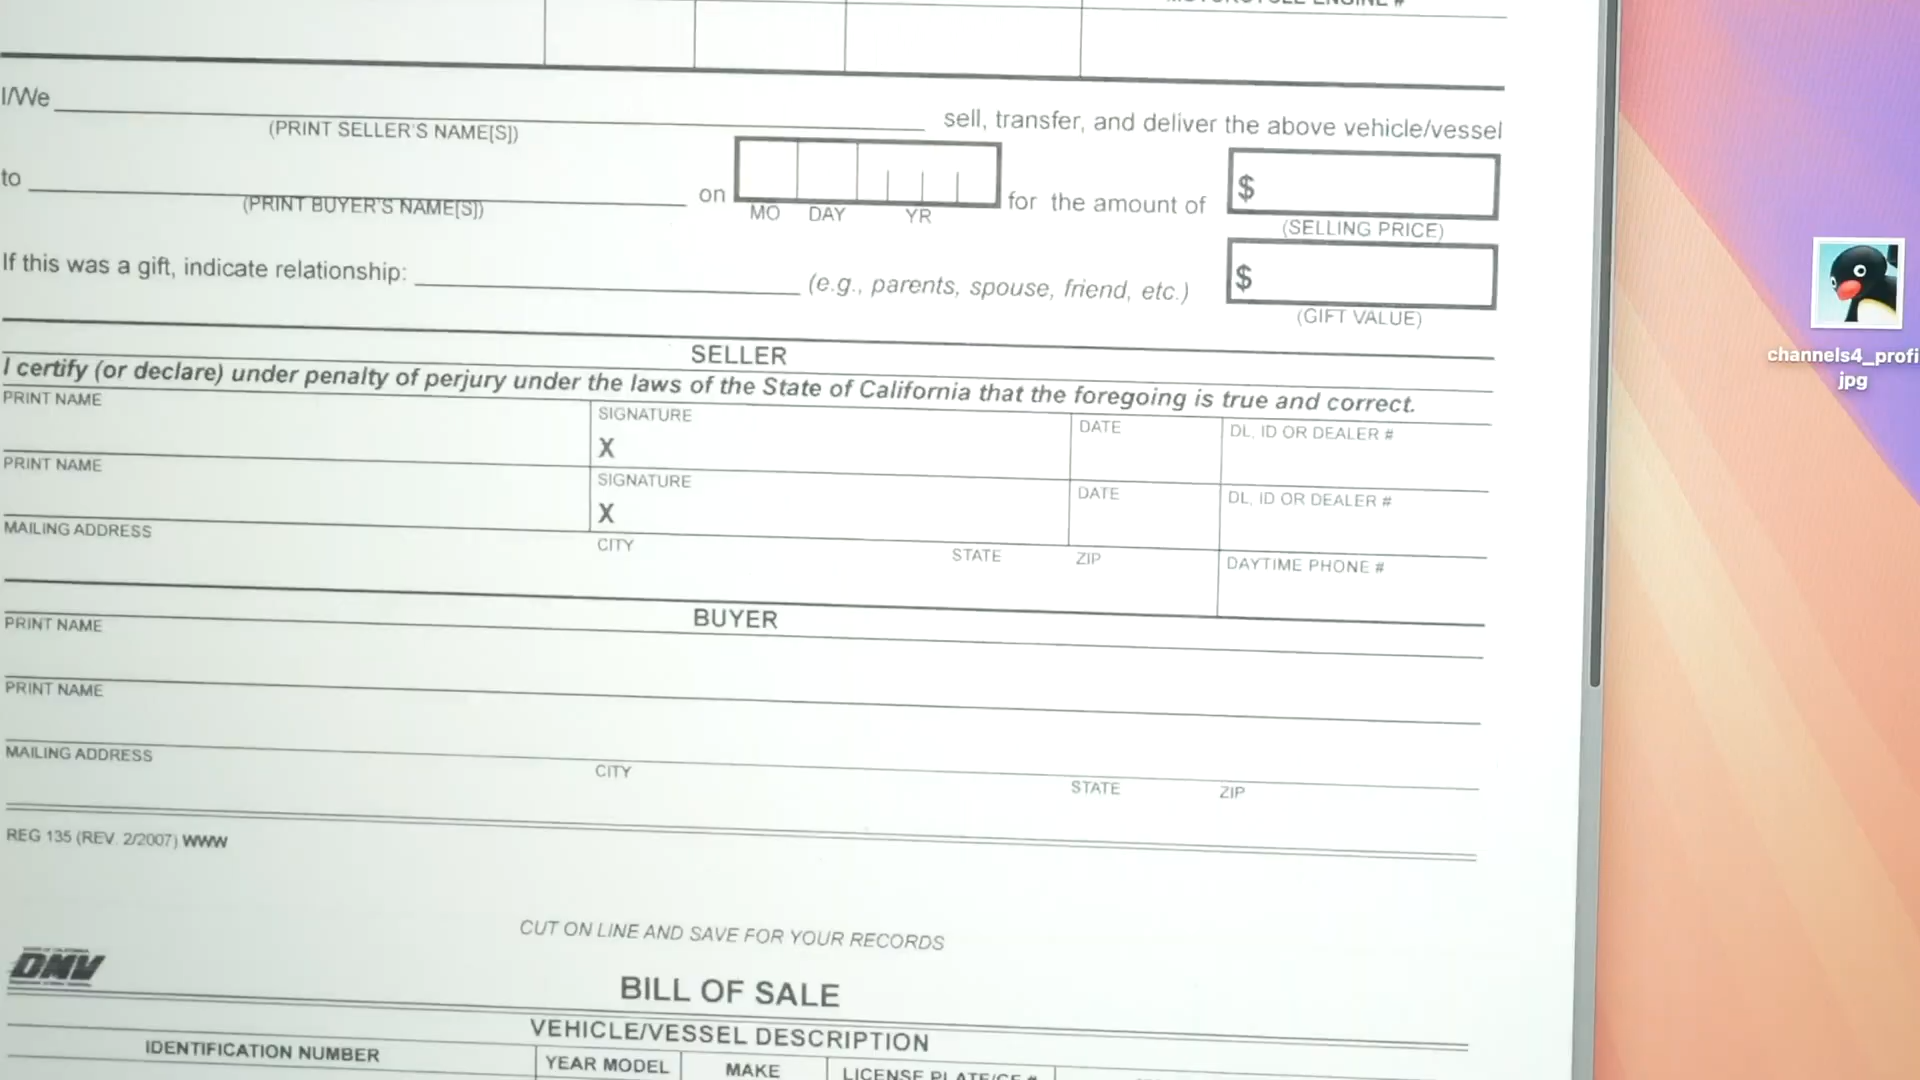 ENGINE #
I/We sell, transfer, and deliver the above vehicle/vessel
(PRINT SELLER'S NAME[S])
to on for the amount of $
(PRINT BUYER'S NAME[S]) MO DAY YR (SELLING PRICE)
If this was a gift, indicate relationship: (e.g., parents, spouse, friend, etc.) $
(GIFT VALUE)
SELLER
I certify (or declare) under penalty of perjury under the laws of the State of California that the foregoing is true and correct.
PRINT NAME SIGNATURE DATE DL, ID OR DEALER #
X
PRINT NAME SIGNATURE DATE DL, ID OR DEALER #
X
MAILING ADDRESS CITY STATE ZIP DAYTIME PHONE #
BUYER
PRINT NAME
PRINT NAME
MAILING ADDRESS CITY STATE ZIP
REG 135 (REV. 2/2007) WWW
CUT ON LINE AND SAVE FOR YOUR RECORDS
DMV
BILL OF SALE
VEHICLE/VESSEL DESCRIPTION
IDENTIFICATION NUMBER YEAR MODEL MAKE LICENSE PLATE/CF #
channels4_profi
jpg